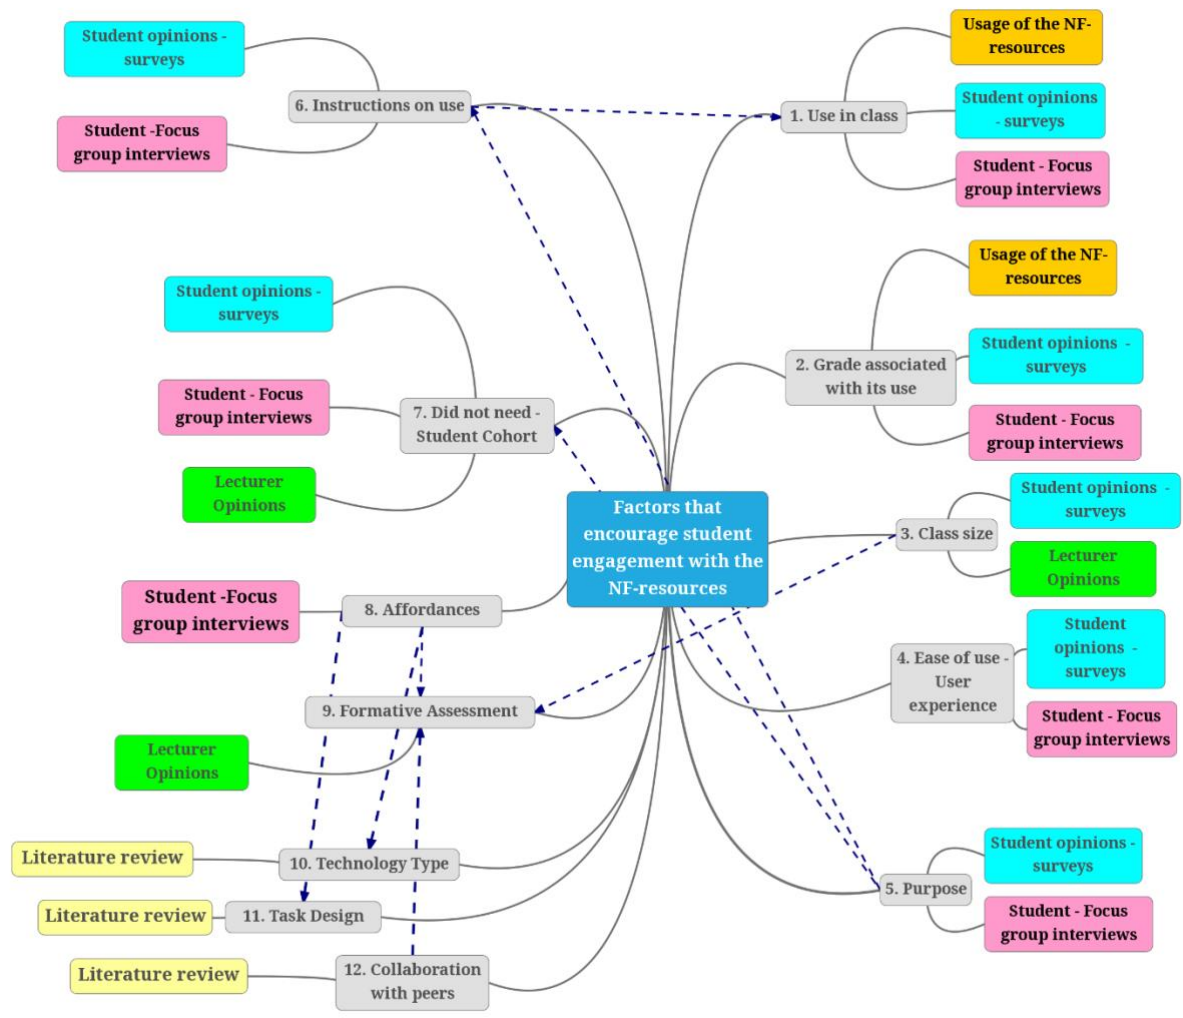 Student opinions -
surveys
Student -Focus
group interviews
6. Instructions on use
Usage of the NF-
resources
Student opinions
- surveys
Student - Focus
group interviews
1. Use in class
Usage of the NF-
resources
Student opinions -
surveys
Student - Focus
group interviews
2. Grade associated
with its use
Student opinions -
surveys
Student - Focus
group interviews
Lecturer
Opinions
7. Did not need -
Student Cohort
Factors that
encourage student
engagement with the
NF-resources
3. Class size
Student opinions -
surveys
Lecturer
Opinions
Student -Focus
group interviews
8. Affordances
4. Ease of use -
User
experience
Student
opinions -
surveys
Student - Focus
group interviews
9. Formative Assessment
Lecturer
Opinions
Literature review
10. Technology Type
Literature review
11. Task Design
Literature review
12. Collaboration
with peers
5. Purpose
Student opinions -
surveys
Student - Focus
group interviews